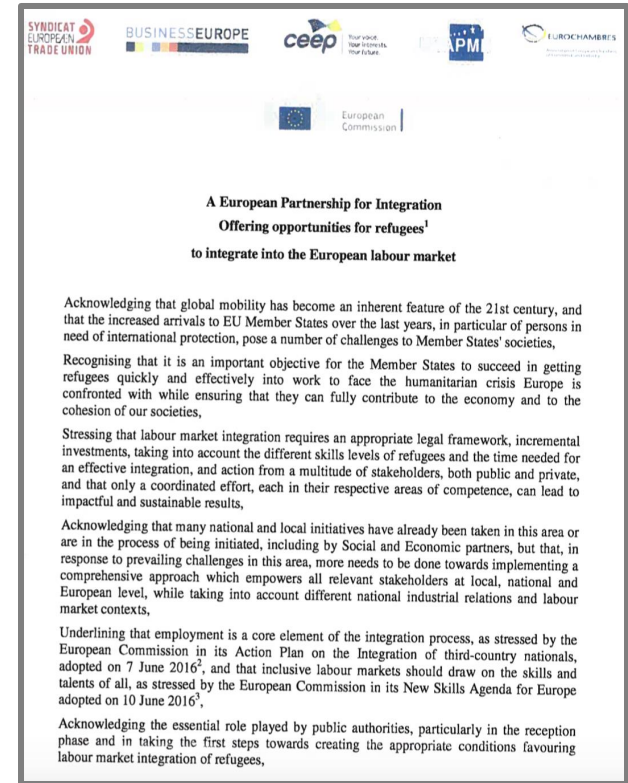 SYNDICAT
EUROPEAN
TRADE UNION
BUSINESSEUROPE
ceep
Your voice.
Your interests.
Your future.
APME
EUROCHAMBRES
European
Commission
A European Partnership for Integration
Offering opportunities for refugees¹
to integrate into the European labour market
Acknowledging that global mobility has become an inherent feature of the 21st century, and
that the increased arrivals to EU Member States over the last years, in particular of persons in
need of international protection, pose a number of challenges to Member States' societies,
Recognising that it is an important objective for the Member States to succeed in getting
refugees quickly and effectively into work to face the humanitarian crisis Europe is
confronted with while ensuring that they can fully contribute to the economy and to the
cohesion of our societies,
Stressing that labour market integration requires an appropriate legal framework, incremental
investments, taking into account the different skills levels of refugees and the time needed for
an effective integration, and action from a multitude of stakeholders, both public and private,
and that only a coordinated effort, each in their respective areas of competence, can lead to
impactful and sustainable results,
Acknowledging that many national and local initiatives have already been taken in this area or
are in the process of being initiated, including by Social and Economic partners, but that, in
response to prevailing challenges in this area, more needs to be done towards implementing a
comprehensive approach which empowers all relevant stakeholders at local, national and
European level, while taking into account different national industrial relations and labour
market contexts,
Underlining that employment is a core element of the integration process, as stressed by the
European Commission in its Action Plan on the Integration of third-country nationals,
adopted on 7 June 2016², and that inclusive labour markets should draw on the skills and
talents of all, as stressed by the European Commission in its New Skills Agenda for Europe
adopted on 10 June 2016³,
Acknowledging the essential role played by public authorities, particularly in the reception
phase and in taking the first steps towards creating the appropriate conditions favouring
labour market integration of refugees,